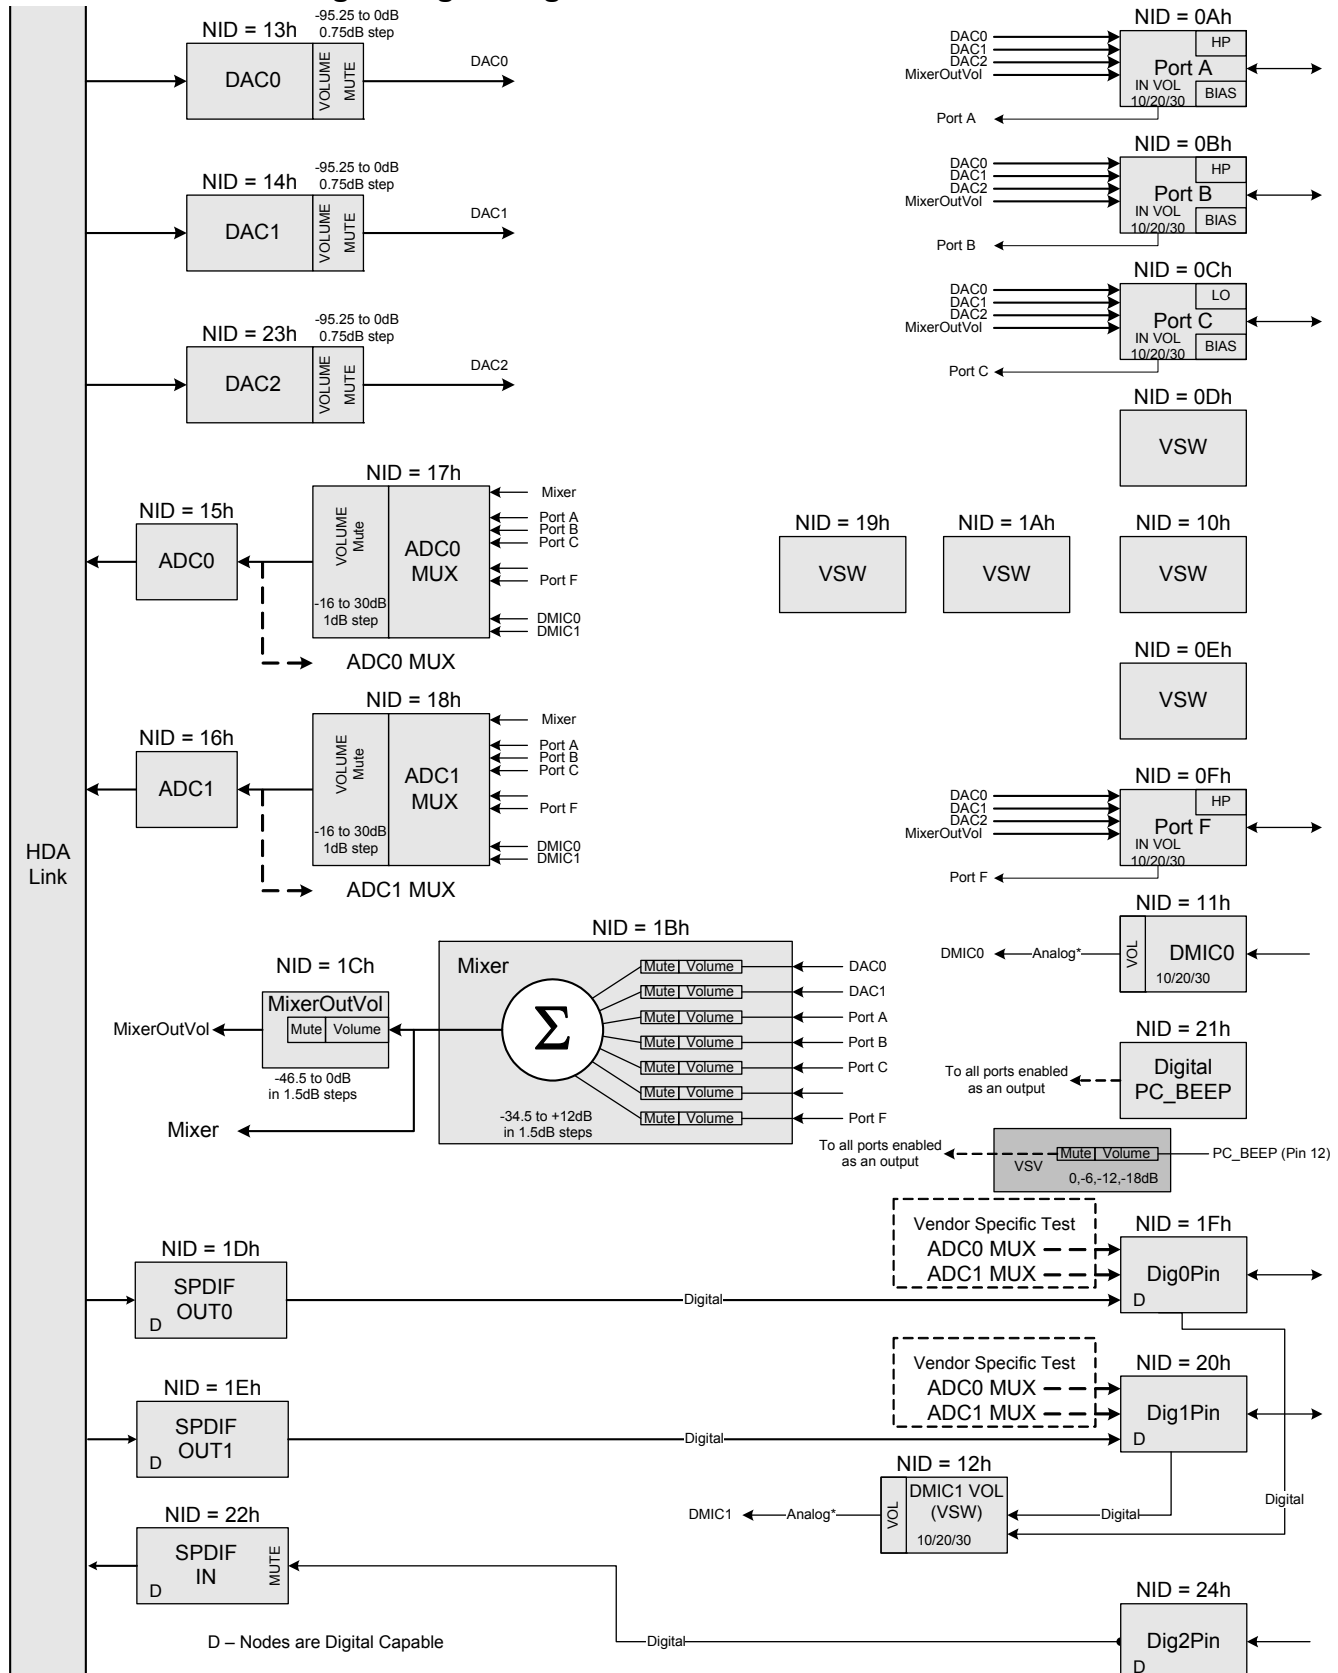 HDA
Link
NID = 13h
-95.25 to 0dB
0.75dB step
DAC0
VOLUME
MUTE
DAC0
NID = 14h
-95.25 to 0dB
0.75dB step
DAC1
VOLUME
MUTE
DAC1
NID = 23h
-95.25 to 0dB
0.75dB step
DAC2
VOLUME
MUTE
DAC2
NID = 17h
NID = 15h
ADC0
VOLUME
Mute
-16 to 30dB
1dB step
ADC0
MUX
Mixer
Port A
Port B
Port C
Port F
DMIC0
DMIC1
ADC0 MUX
NID = 18h
NID = 16h
ADC1
VOLUME
Mute
-16 to 30dB
1dB step
ADC1
MUX
Mixer
Port A
Port B
Port C
Port F
DMIC0
DMIC1
ADC1 MUX
NID = 1Bh
Mixer
Σ
Mute Volume
Mute Volume
Mute Volume
Mute Volume
Mute Volume
Mute Volume
Mute Volume
DAC0
DAC1
Port A
Port B
Port C
Port F
-34.5 to +12dB
in 1.5dB steps
NID = 1Ch
MixerOutVol
Mute Volume
-46.5 to 0dB
in 1.5dB steps
MixerOutVol
Mixer
NID = 0Ah
DAC0
DAC1
DAC2
MixerOutVol
HP
Port A
IN VOL
10/20/30
BIAS
Port A
NID = 0Bh
DAC0
DAC1
DAC2
MixerOutVol
HP
Port B
IN VOL
10/20/30
BIAS
Port B
NID = 0Ch
DAC0
DAC1
DAC2
MixerOutVol
LO
Port C
IN VOL
10/20/30
BIAS
Port C
NID = 0Dh
VSW
NID = 19h
VSW
NID = 1Ah
VSW
NID = 10h
VSW
NID = 0Eh
VSW
NID = 0Fh
DAC0
DAC1
DAC2
MixerOutVol
HP
Port F
IN VOL
10/20/30
Port F
NID = 11h
DMIC0
Analog*
VOL
DMIC0
10/20/30
NID = 21h
To all ports enabled
as an output
Digital
PC_BEEP
To all ports enabled
as an output
VSV
Mute Volume
0,-6,-12,-18dB
PC_BEEP (Pin 12)
NID = 1Dh
SPDIF
OUT0
D
Digital
Vendor Specific Test
ADC0 MUX
ADC1 MUX
NID = 1Fh
Dig0Pin
D
NID = 1Eh
SPDIF
OUT1
D
Digital
Vendor Specific Test
ADC0 MUX
ADC1 MUX
NID = 20h
Dig1Pin
D
NID = 12h
DMIC1
Analog*
VOL
DMIC1 VOL
(VSW)
10/20/30
Digital
Digital
NID = 22h
SPDIF
IN
MUTE
D
Digital
NID = 24h
Dig2Pin
D
D – Nodes are Digital Capable